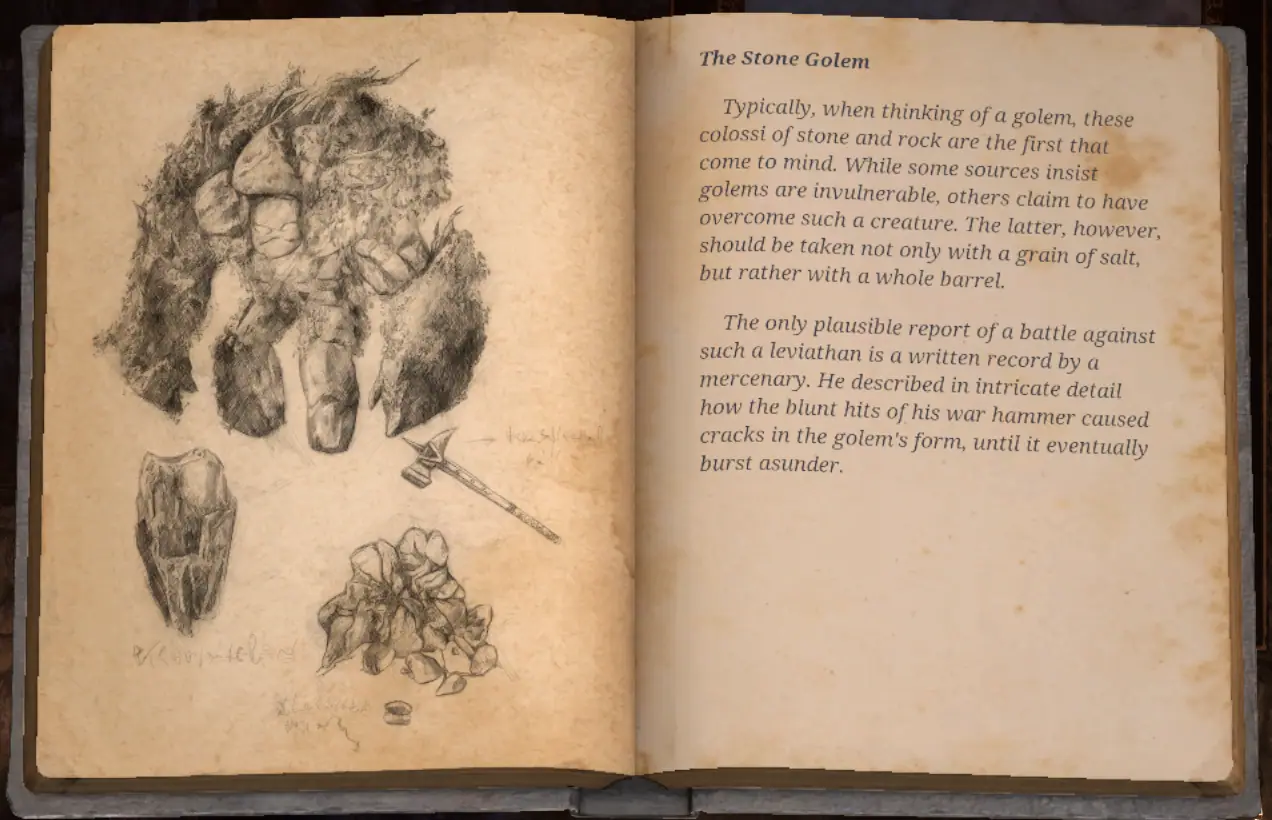 The Stone Golem
Typically, when thinking of a golem, these
colossi of stone and rock are the first that
come to mind. While some sources insist
golems are invulnerable, others claim to have
overcome such a creature. The latter, however,
should be taken not only with a grain of salt,
but rather with a whole barrel.
The only plausible report of a battle against
such a leviathan is a written record by a
mercenary. He described in intricate detail
how the blunt hits of his war hammer caused
cracks in the golem's form, until it eventually
burst asunder.